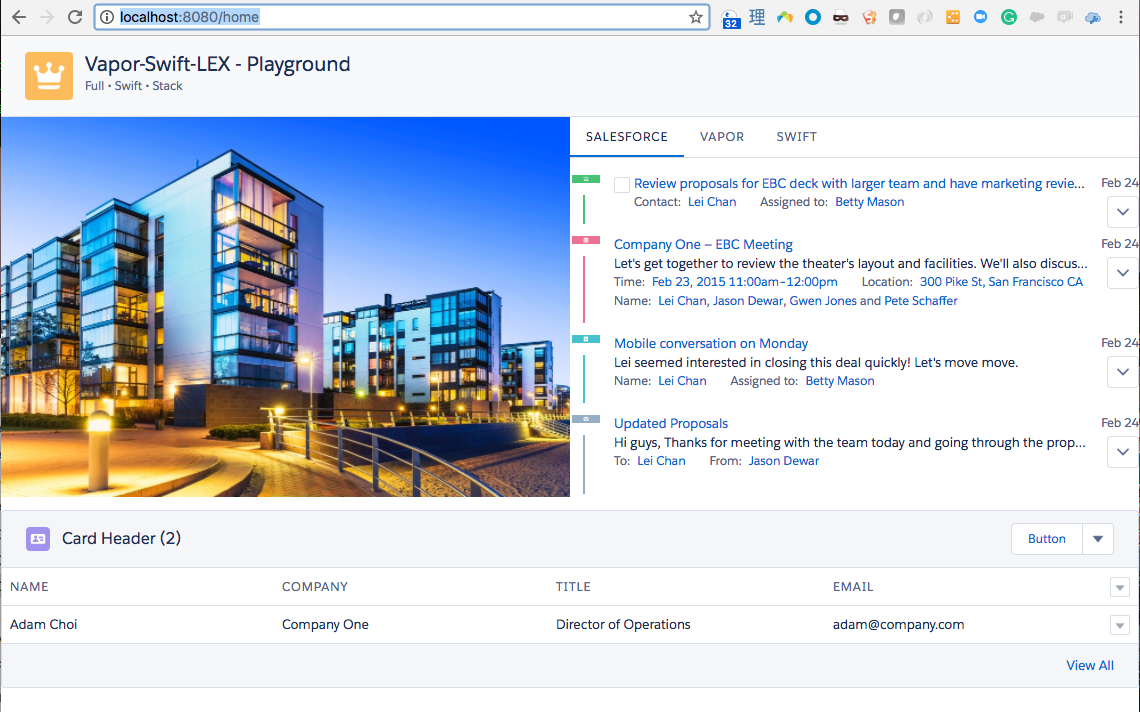 localhost:8080/home
32
理
Vapor-Swift-LEX - Playground
Full • Swift • Stack
SALESFORCE VAPOR SWIFT
Review proposals for EBC deck with larger team and have marketing revie... Feb 24
Contact: Lei Chan Assigned to: Betty Mason
Company One – EBC Meeting Feb 24
Let's get together to review the theater's layout and facilities. We'll also discus...
Time: Feb 23, 2015 11:00am–12:00pm Location: 300 Pike St, San Francisco CA
Name: Lei Chan, Jason Dewar, Gwen Jones and Pete Schaffer
Mobile conversation on Monday Feb 24
Lei seemed interested in closing this deal quickly! Let's move move.
Name: Lei Chan Assigned to: Betty Mason
Updated Proposals Feb 24
Hi guys, Thanks for meeting with the team today and going through the prop...
To: Lei Chan From: Jason Dewar
Card Header (2) Button
NAME COMPANY TITLE EMAIL
Adam Choi Company One Director of Operations adam@company.com
View All